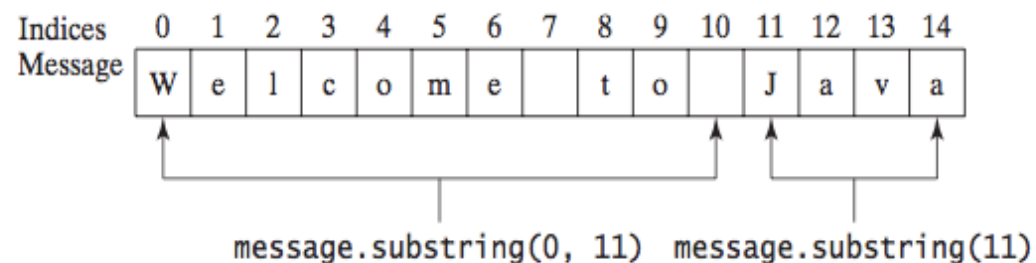 Indices 0 1 2 3 4 5 6 7 8 9 10 11 12 13 14
Message W e l c o m e t o J a v a
message.substring(0, 11) message.substring(11)